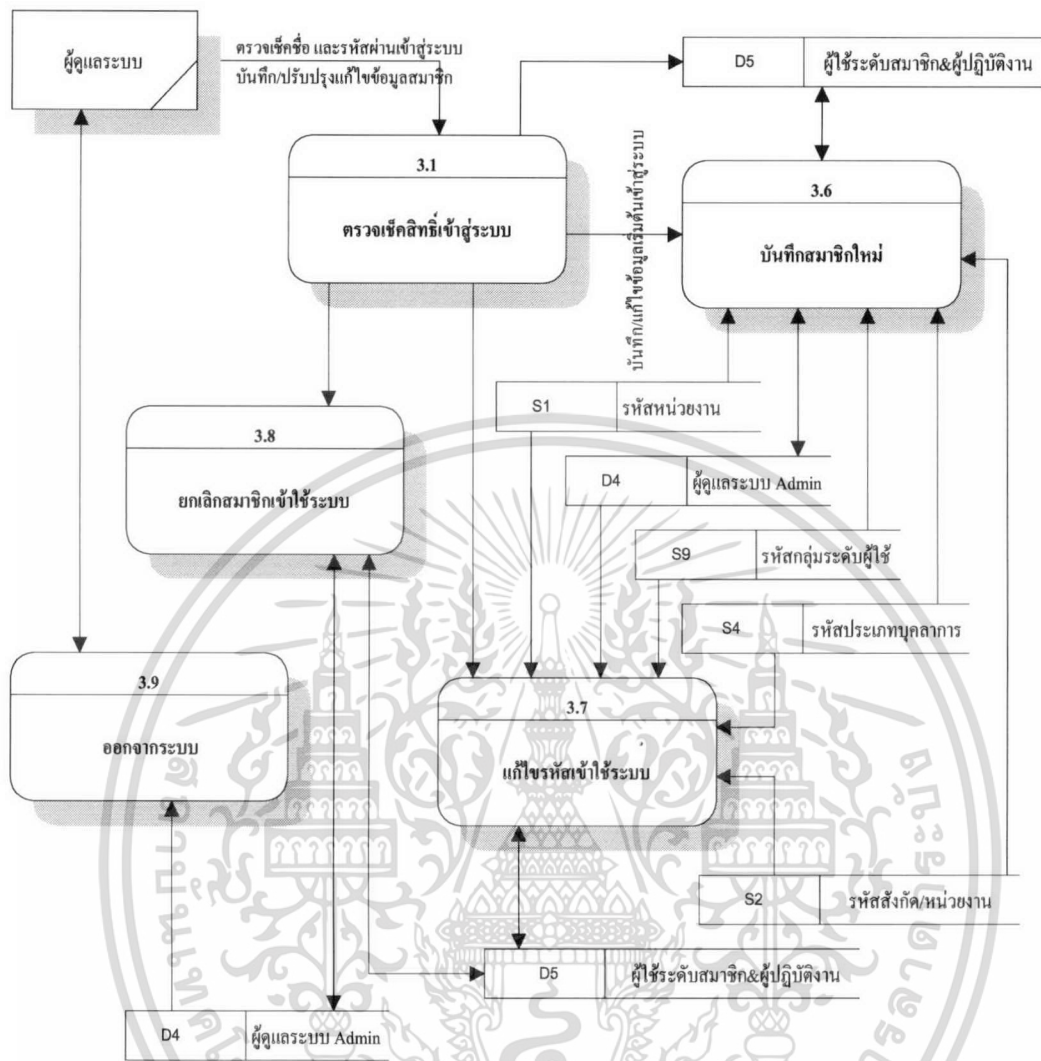 ผู้ดูแลระบบ
ตรวจเช็คชื่อ และรหัสผ่านเข้าสู่ระบบ
บันทึก/ปรับปรุงแก้ไขข้อมูลสมาชิก
D5 ผู้ใช้ระดับสมาชิก&ผู้ปฏิบัติงาน
3.1
ตรวจเช็คสิทธิ์เข้าสู่ระบบ
บันทึก/แก้ไขข้อมูลเริ่มต้นเข้าสู่ระบบ
3.6
บันทึกสมาชิกใหม่
S1 รหัสหน่วยงาน
3.8
ยกเลิกสมาชิกเข้าใช้ระบบ
D4 ผู้ดูแลระบบ Admin
S9 รหัสกลุ่มระดับผู้ใช้
S4 รหัสประเภทบุคลาการ
3.9
ออกจากระบบ
3.7
แก้ไขรหัสเข้าใช้ระบบ
S2 รหัสสังกัด/หน่วยงาน
D5 ผู้ใช้ระดับสมาชิก&ผู้ปฏิบัติงาน
D4 ผู้ดูแลระบบ Admin